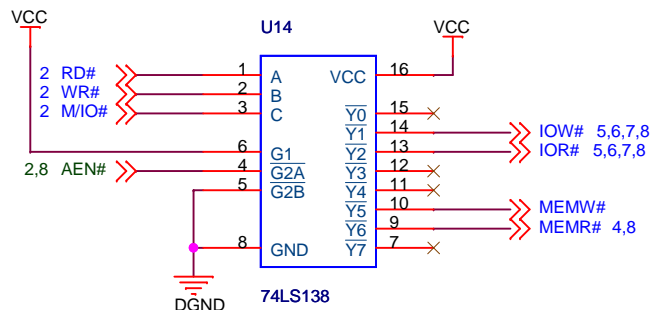 VCC
U14
VCC
2 RD# 1 A VCC 16
2 WR# 2 B
2 M/IO# 3 C Y0 15
Y1 14 IOW# 5,6,7,8
6 G1 Y2 13 IOR# 5,6,7,8
2,8 AEN# 4 G2A Y3 12
5 G2B Y4 11
Y5 10 MEMW#
Y6 9 MEMR# 4,8
8 GND Y7 7
DGND
74LS138